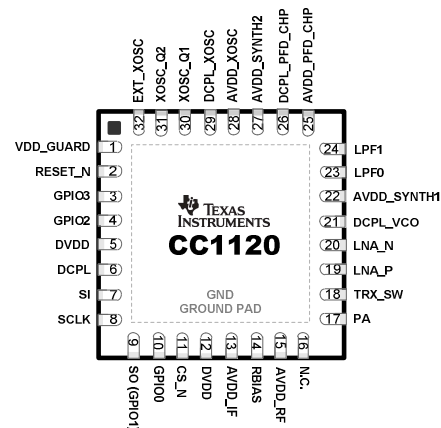 EXT_XOSC
XOSC_Q2
XOSC_Q1
DCPL_XOSC
AVDD_XOSC
AVDD_SYNTH2
DCPL_PFD_CHP
AVDD_PFD_CHP
32 31 30 29 28 27 26 25
VDD_GUARD 1
RESET_N 2
GPIO3 3
GPIO2 4
DVDD 5
DCPL 6
SI 7
SCLK 8
TEXAS
INSTRUMENTS
CC1120
GND
GROUND PAD
24 LPF1
23 LPF0
22 AVDD_SYNTH1
21 DCPL_VCO
20 LNA_N
19 LNA_P
18 TRX_SW
17 PA
9 10 11 12 13 14 15 16
SO (GPIO1)
GPIO0
CS_N
DVDD
AVDD_IF
RBIAS
AVDD_RF
N.C.